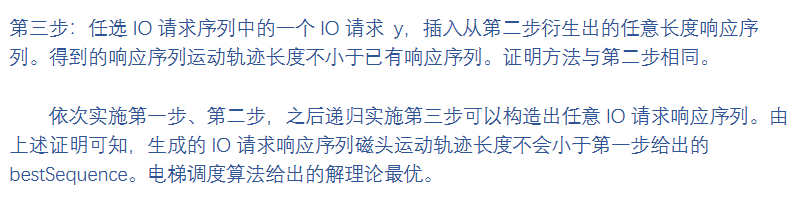 第三步：任选 IO 请求序列中的一个 IO 请求 y，插入从第二步衍生出的任意长度响应序
列。得到的响应序列运动轨迹长度不小于已有响应序列。证明方法与第二步相同。
依次实施第一步、第二步，之后递归实施第三步可以构造出任意 IO 请求响应序列。由
上述证明可知，生成的 IO 请求响应序列磁头运动轨迹长度不会小于第一步给出的
bestSequence。电梯调度算法给出的解理论最优。